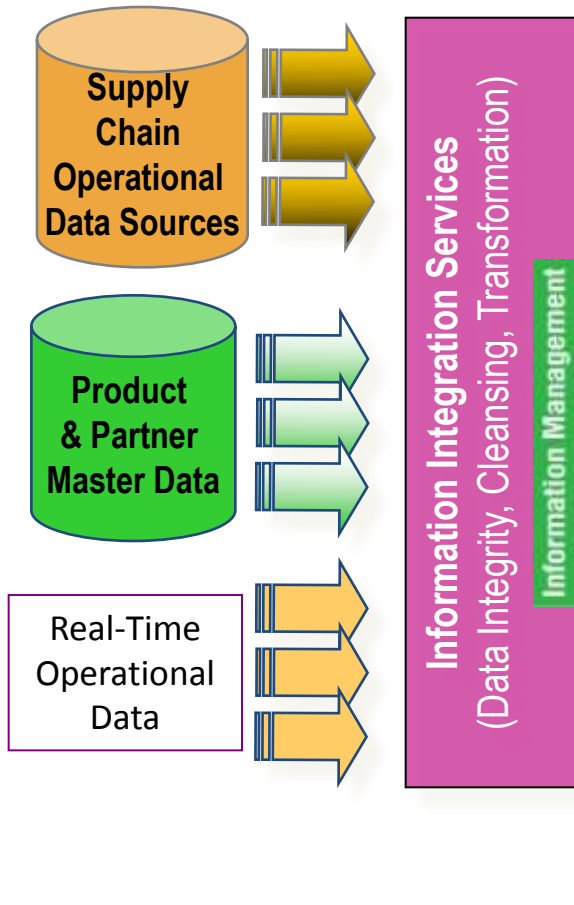 Supply
Chain
Operational
Data Sources
Product
& Partner
Master Data
Real-Time
Operational
Data
Information Integration Services
(Data Integrity, Cleansing, Transformation)
Information Management